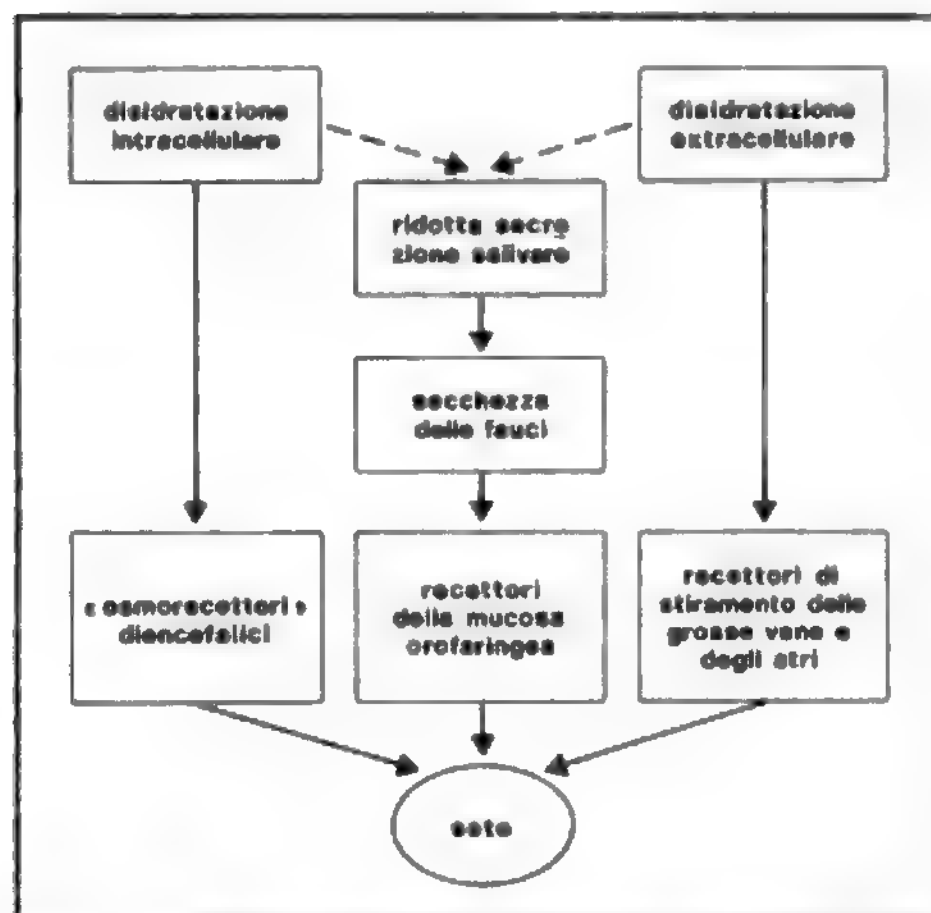 disidratazione
intracellulare
disidratazione
extracellulare
ridotta secre
zione salivare
secchezza
delle fauci
« osmorecettori »
diencefalici
recettori
della mucosa
orofaringea
recettori di
stiramento delle
grosse vene e
degli atri
sete